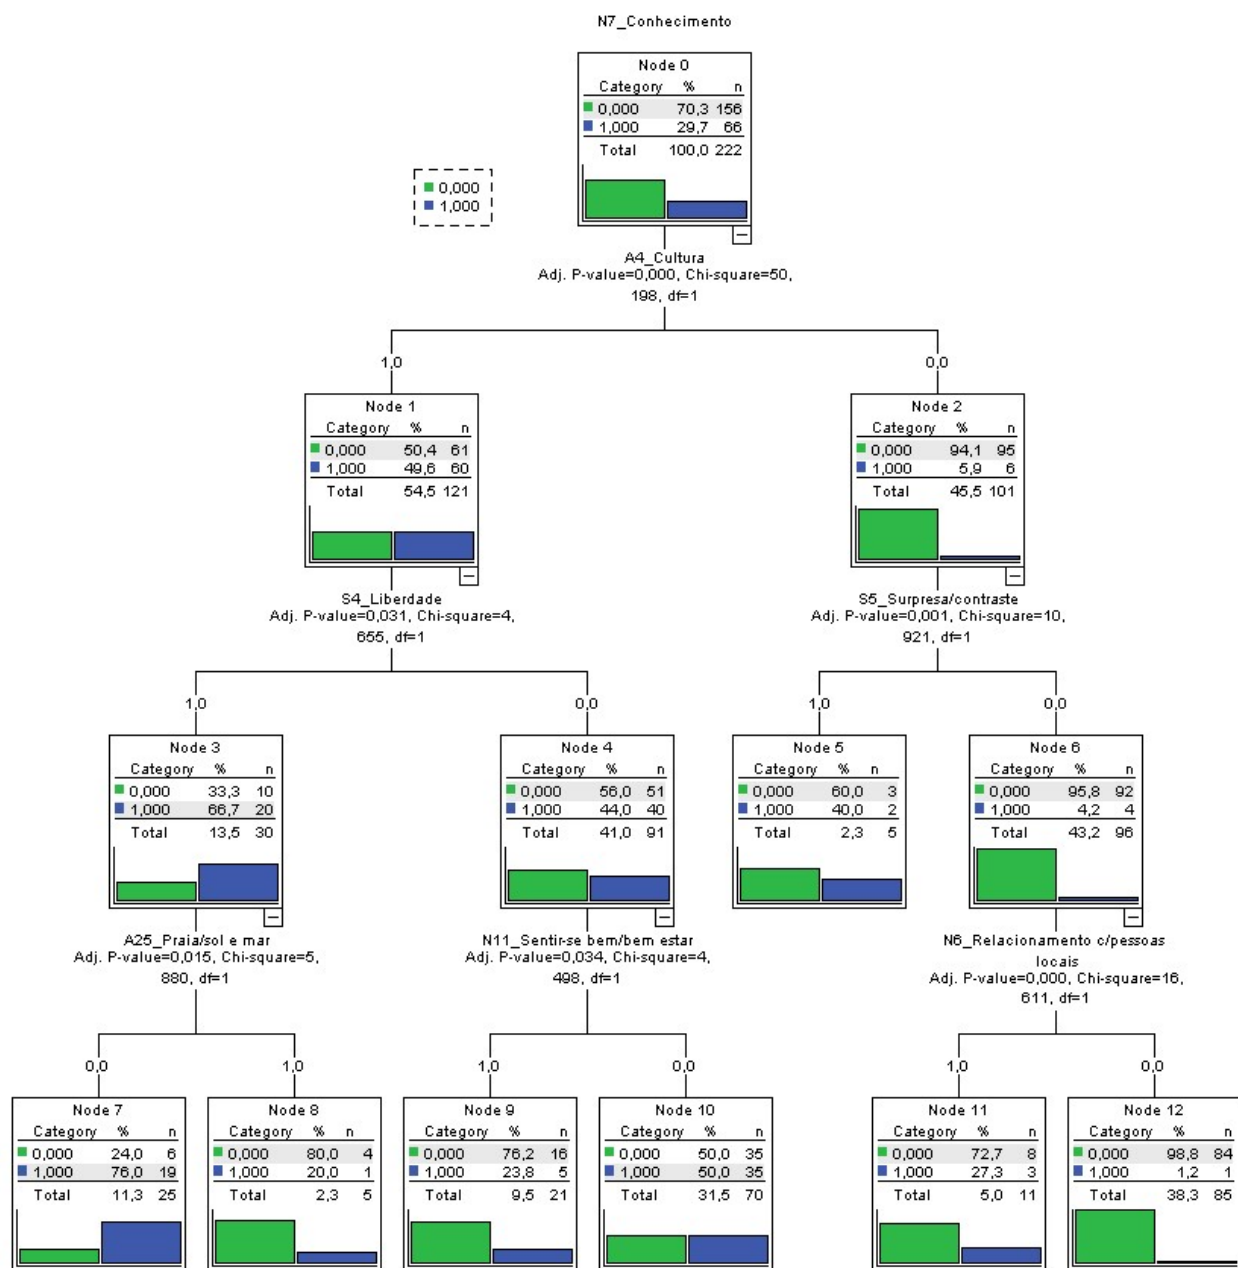 N7_Conhecimento
Node 0
Category % n
0,000 70,3 156
1,000 29,7 66
Total 100,0 222
0,000
1,000
A4_Cultura
Adj. P-value=0,000, Chi-square=50,
198, df=1
1,0 0,0
Node 1
Category % n
0,000 50,4 61
1,000 49,6 60
Total 54,5 121
Node 2
Category % n
0,000 94,1 95
1,000 5,9 6
Total 45,5 101
S4_Liberdade
Adj. P-value=0,031, Chi-square=4,
655, df=1
S5_Surpresa/contraste
Adj. P-value=0,001, Chi-square=10,
921, df=1
1,0 0,0 1,0 0,0
Node 3
Category % n
0,000 33,3 10
1,000 66,7 20
Total 13,5 30
Node 4
Category % n
0,000 56,0 51
1,000 44,0 40
Total 41,0 91
Node 5
Category % n
0,000 60,0 3
1,000 40,0 2
Total 2,3 5
Node 6
Category % n
0,000 95,8 92
1,000 4,2 4
Total 43,2 96
A25_Praia/sol e mar
Adj. P-value=0,015, Chi-square=5,
880, df=1
N11_Sentir-se bem/bem estar
Adj. P-value=0,034, Chi-square=4,
498, df=1
N6_Relacionamento c/pessoas
locais
Adj. P-value=0,000, Chi-square=16,
611, df=1
0,0 1,0 1,0 0,0 1,0 0,0
Node 7
Category % n
0,000 24,0 6
1,000 76,0 19
Total 11,3 25
Node 8
Category % n
0,000 80,0 4
1,000 20,0 1
Total 2,3 5
Node 9
Category % n
0,000 76,2 16
1,000 23,8 5
Total 9,5 21
Node 10
Category % n
0,000 50,0 35
1,000 50,0 35
Total 31,5 70
Node 11
Category % n
0,000 72,7 8
1,000 27,3 3
Total 5,0 11
Node 12
Category % n
0,000 98,8 84
1,000 1,2 1
Total 38,3 85